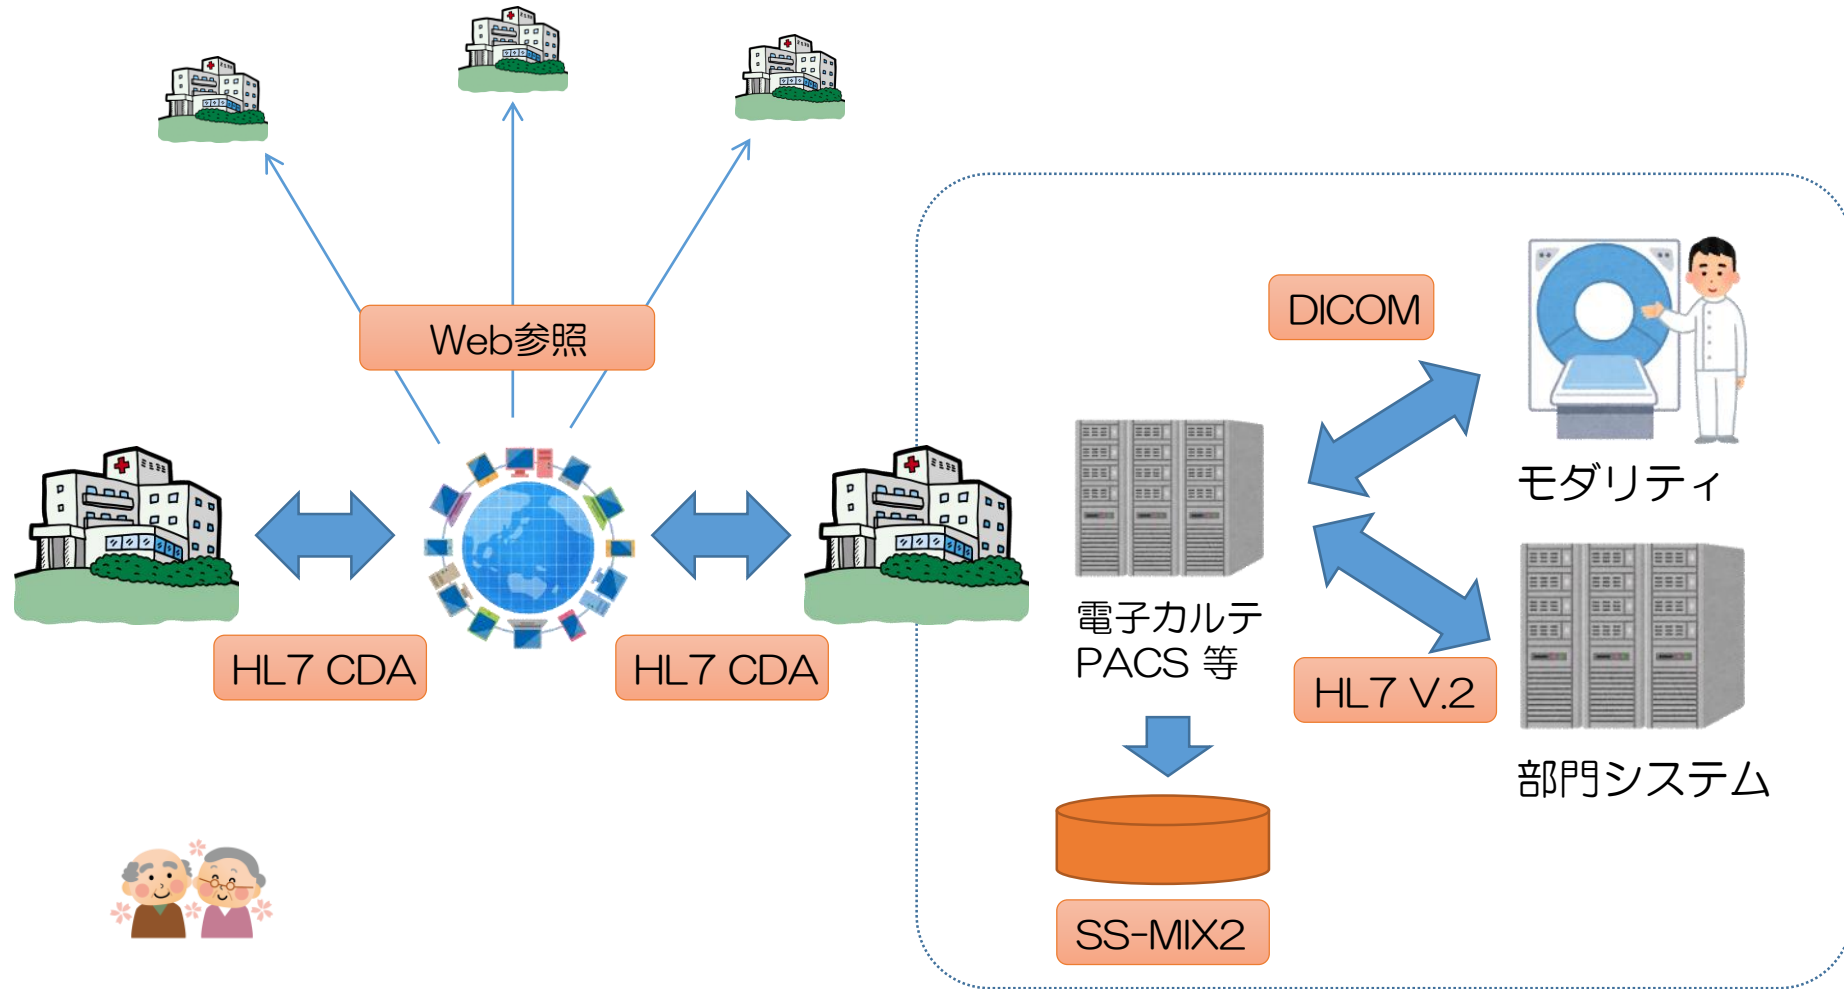 Web参照
DICOM
モダリティ
HL7 CDA
HL7 CDA
電子カルテ
PACS 等
HL7 V.2
部門システム
SS-MIX2